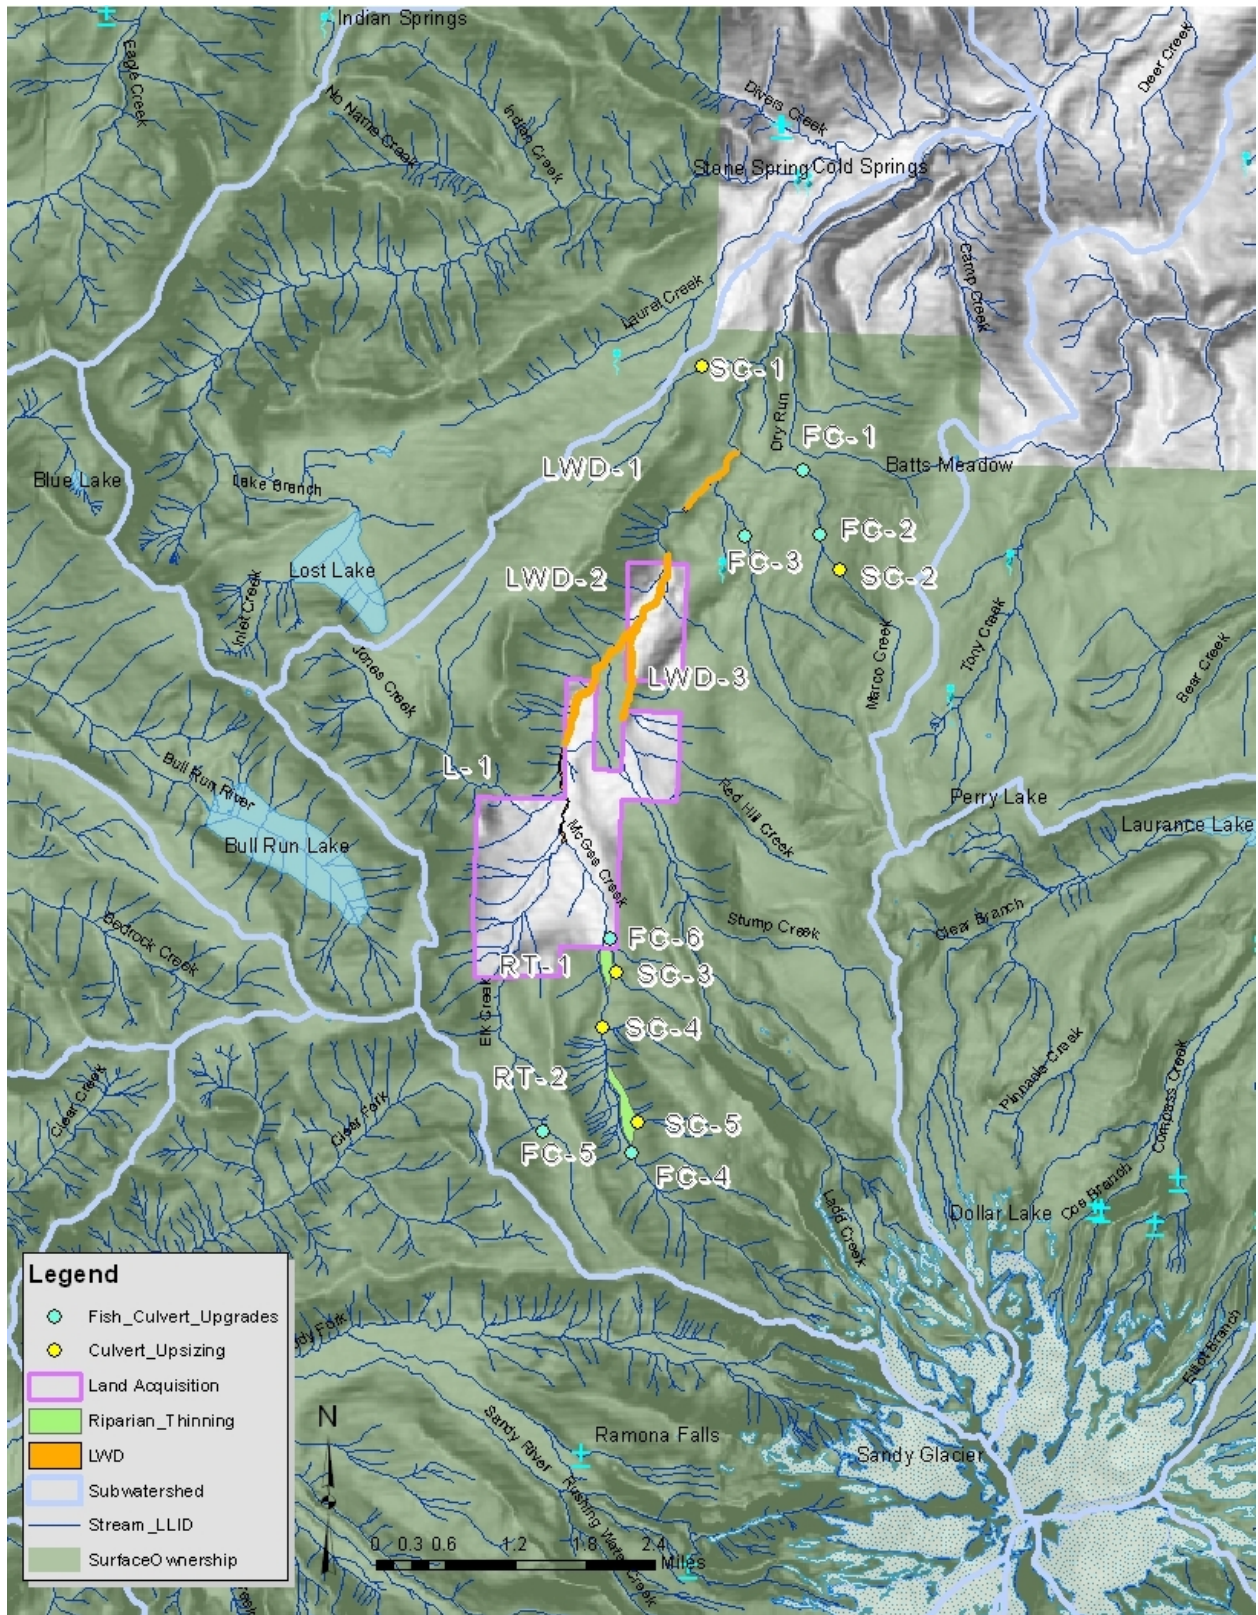 Indian Springs
Eagle Creek
No Name Creek
Indian Creek
Divers Creek
Deer Creek
Stone Spring
Cold Springs
Camp Creek
Laurel Creek
SC-1
Dry Run
FC-1
LWD-1
Batts Meadow
Blue Lake
Lake Branch
FC-2
FC-3
Lost Lake
LWD-2
SC-2
Inlet Creek
Tony Creek
Jones Creek
LWD-3
Marco Creek
Bear Creek
L-1
Bull Run River
Red Hill Creek
Perry Lake
Laurance Lake
Bull Run Lake
McGee Creek
Bedrock Creek
Stump Creek
Clear Branch
FC-6
RT-1
SC-3
Elk Creek
SC-4
Pinnacle Creek
Compass Creek
RT-2
Clear Creek
Clear Fork
SC-5
FC-5
FC-4
Ladd Creek
Dollar Lake
Coe Branch
Legend
Fish_Culvert_Upgrades
Culvert_Upsizing
Land Acquisition
Riparian_Thinning
LWD
Subwatershed
Stream_LLID
SurfaceOwnership
Fork
Elliot Branch
N
Sandy River
Ramona Falls
Sandy Glacier
Rushing Water Creek
0 0.3 0.6 1.2 1.8 2.4
Miles